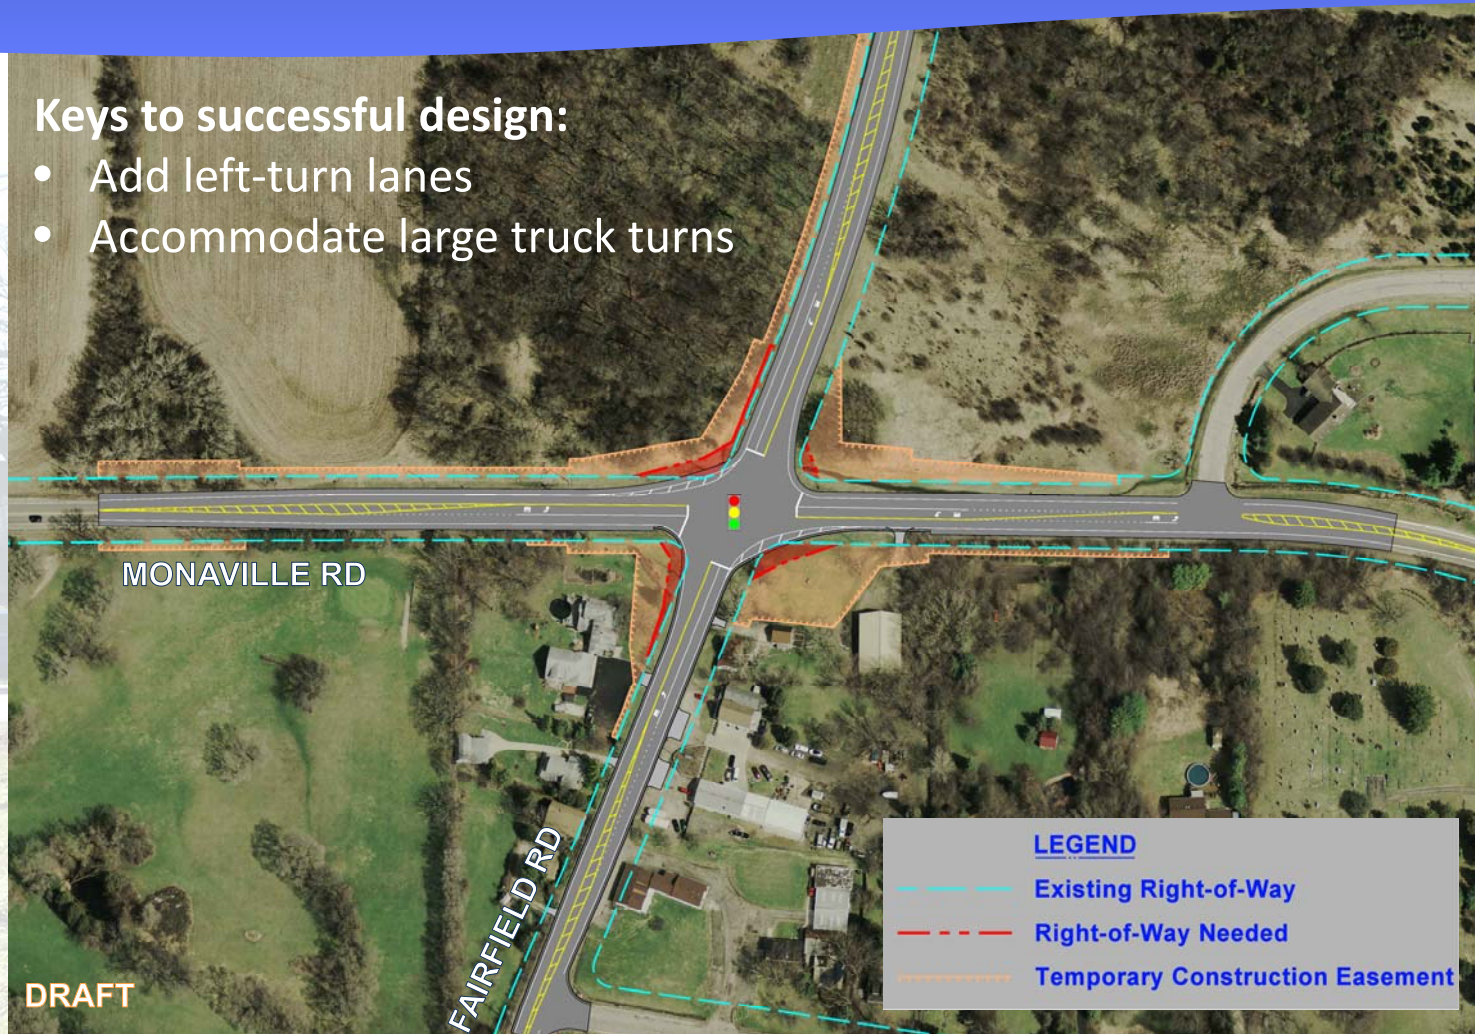 Keys to successful design:
• Add left-turn lanes
• Accommodate large truck turns
MONAVILLE RD
FAIRFIELD RD
LEGEND
Existing Right-of-Way
Right-of-Way Needed
Temporary Construction Easement
DRAFT